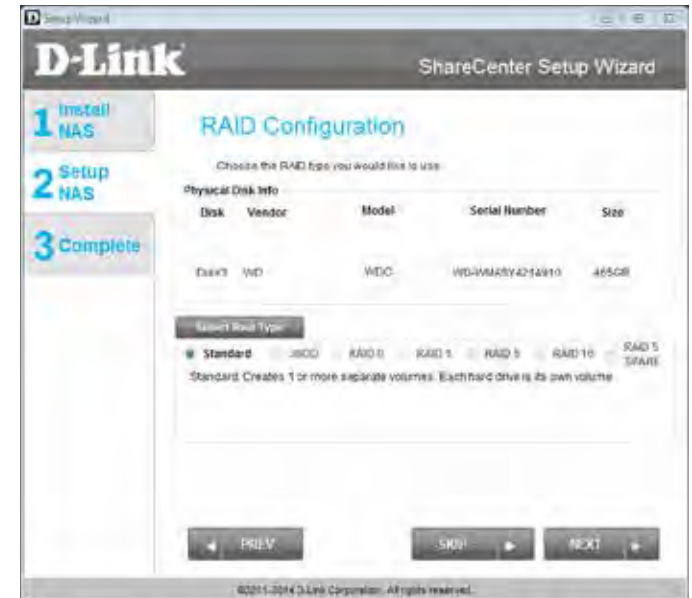 D Setup Wizard
D-Link
ShareCenter Setup Wizard
1 Install NAS
2 Setup NAS
3 Complete
RAID Configuration
Choose the RAID type you would like to use
Physical Disk Info
Disk Vendor Model Serial Number Size
WD WDC 465GB
Select Raid Type
Standard JBOD RAID 0 RAID 1 RAID 5 RAID 10 RAID 5 SPARE
Standard Creates 1 or more separate volumes. Each hard drive is its own volume
PREV SKIP NEXT
©2011-2014 D-Link Corporation. All rights reserved.